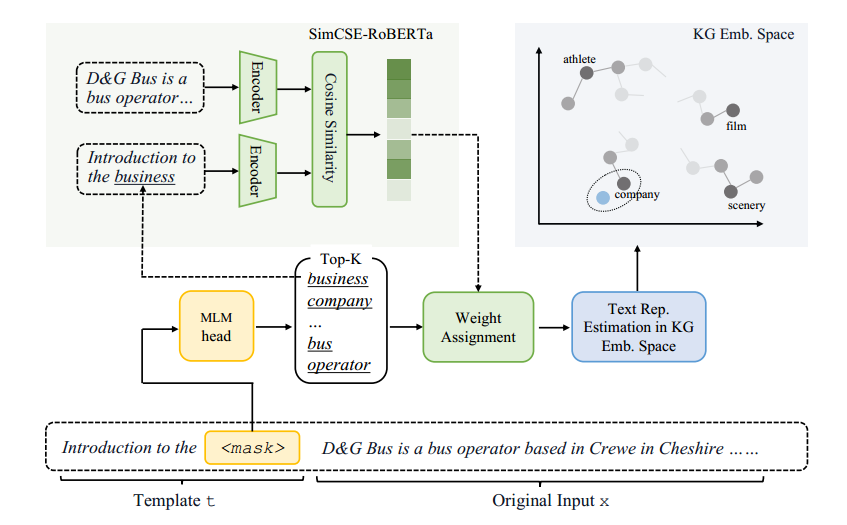 SimCSE-RoBERTa
D&G Bus is a
bus operator…
Encoder
Introduction to
the business
Encoder
Cosine Similarity
KG Emb. Space
athlete
film
company
scenery
MLM
head
Top-K
business
company
…
bus
operator
Weight
Assignment
Text Rep.
Estimation in KG
Emb. Space
Introduction to the <mask> D&G Bus is a bus operator based in Crewe in Cheshire ……
Template t
Original Input x